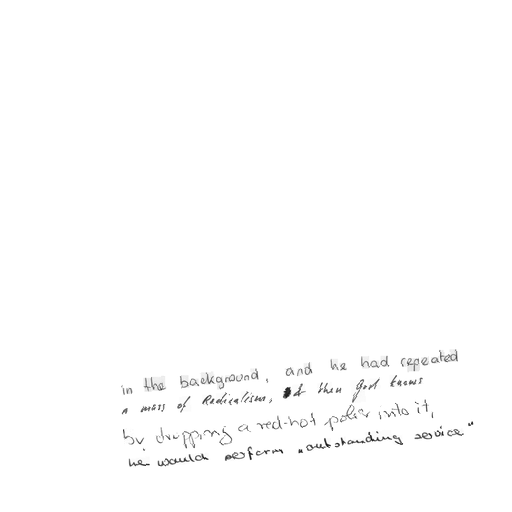 in the background, and he had repeated
a mass of Radicalism, & then God knows
by dropping a red-hot poker into it,
he would perform "outstanding service"